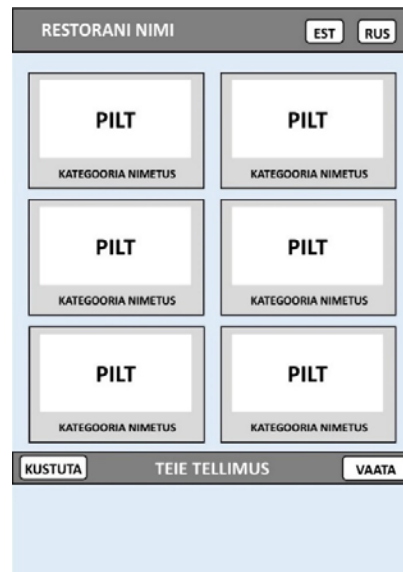 RESTORANI NIMI EST RUS
PILT PILT
KATEGOORIA NIMETUS KATEGOORIA NIMETUS
PILT PILT
KATEGOORIA NIMETUS KATEGOORIA NIMETUS
PILT PILT
KATEGOORIA NIMETUS KATEGOORIA NIMETUS
KUSTUTA TEIE TELLIMUS VAATA